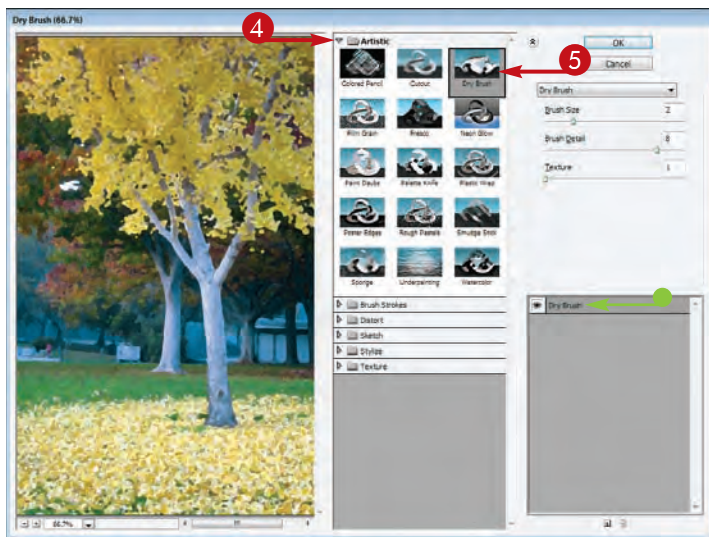 Dry Brush (66.7%)
4
Artistic
5
Colored Pencil
Cutout
Dry Brush
Film Grain
Fresco
Neon Glow
Paint Daubs
Palette Knife
Plastic Wrap
Poster Edges
Rough Pastels
Smudge Stick
Sponge
Underpainting
Watercolor
Brush Strokes
Distort
Sketch
Stylize
Texture
66.7%
OK
Cancel
Dry Brush
Brush Size 2
Brush Detail 8
Texture 1
Dry Brush